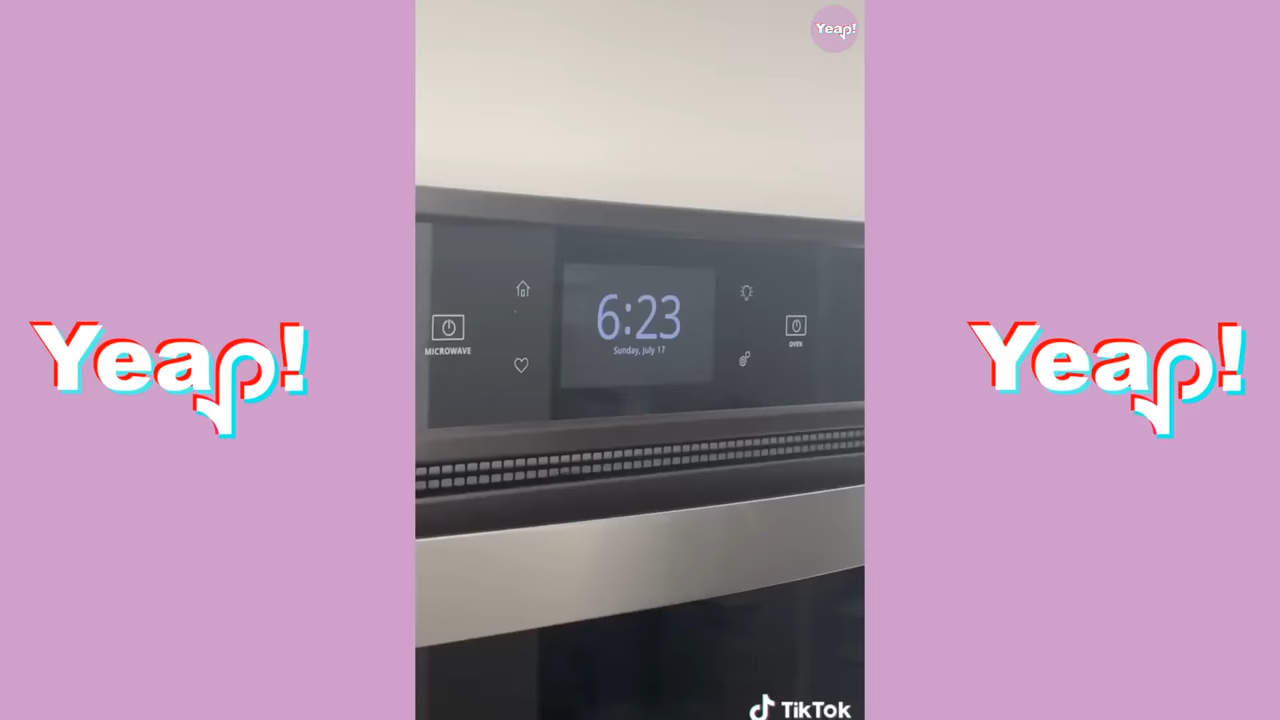 Yeap!
6:23
Sunday, July 17
MICROWAVE
OVEN
Yeap!
Yeap!
TikTok